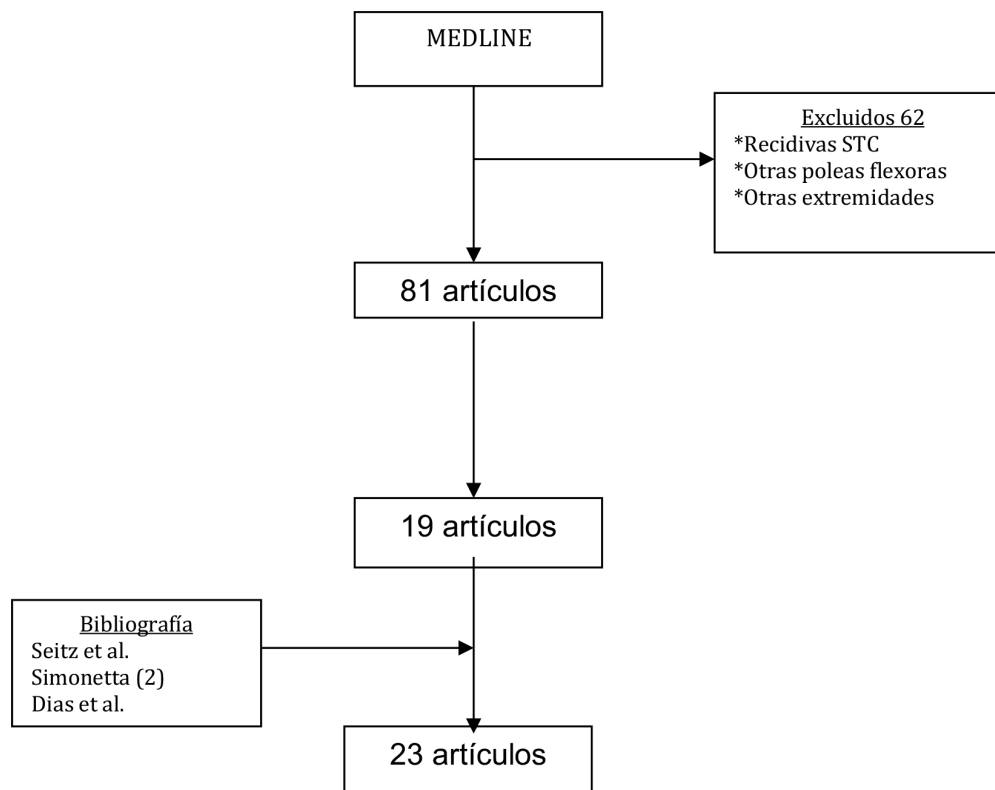 MEDLINE
Excluidos 62
*Recidivas STC
*Otras poleas flexoras
*Otras extremidades
81 artículos
19 artículos
Bibliografía
Seitz et al.
Simonetta (2)
Dias et al.
23 artículos